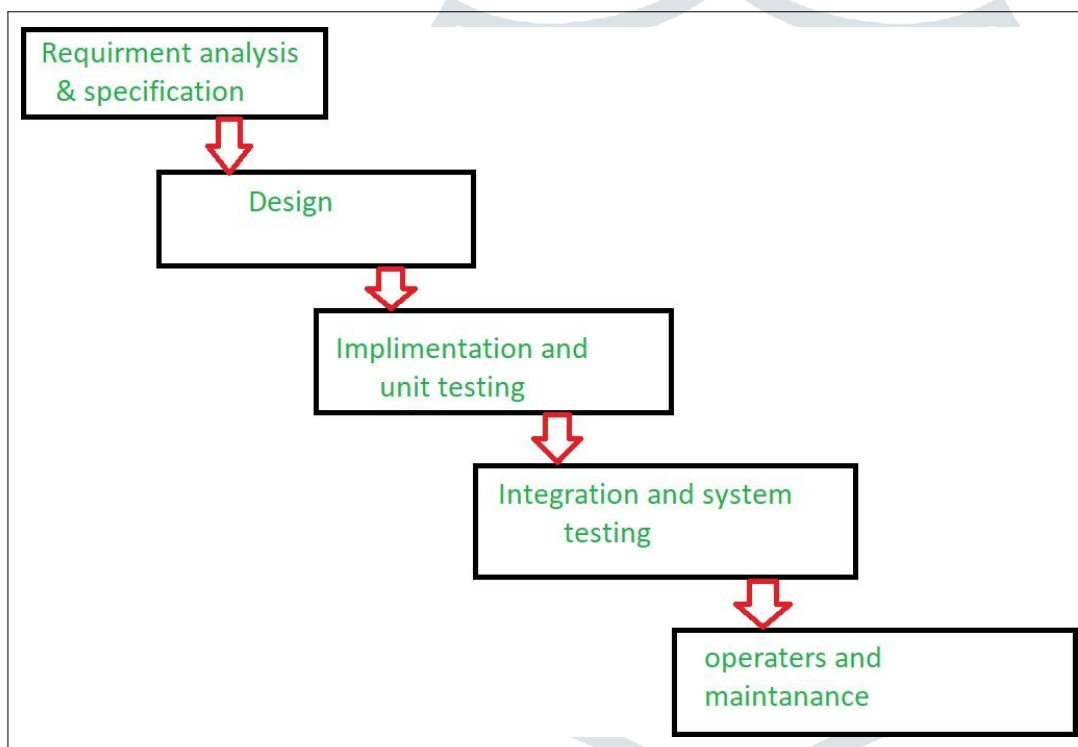 Requirment analysis
& specification
Design
Implimentation and
unit testing
Integration and system
testing
operaters and
maintanance